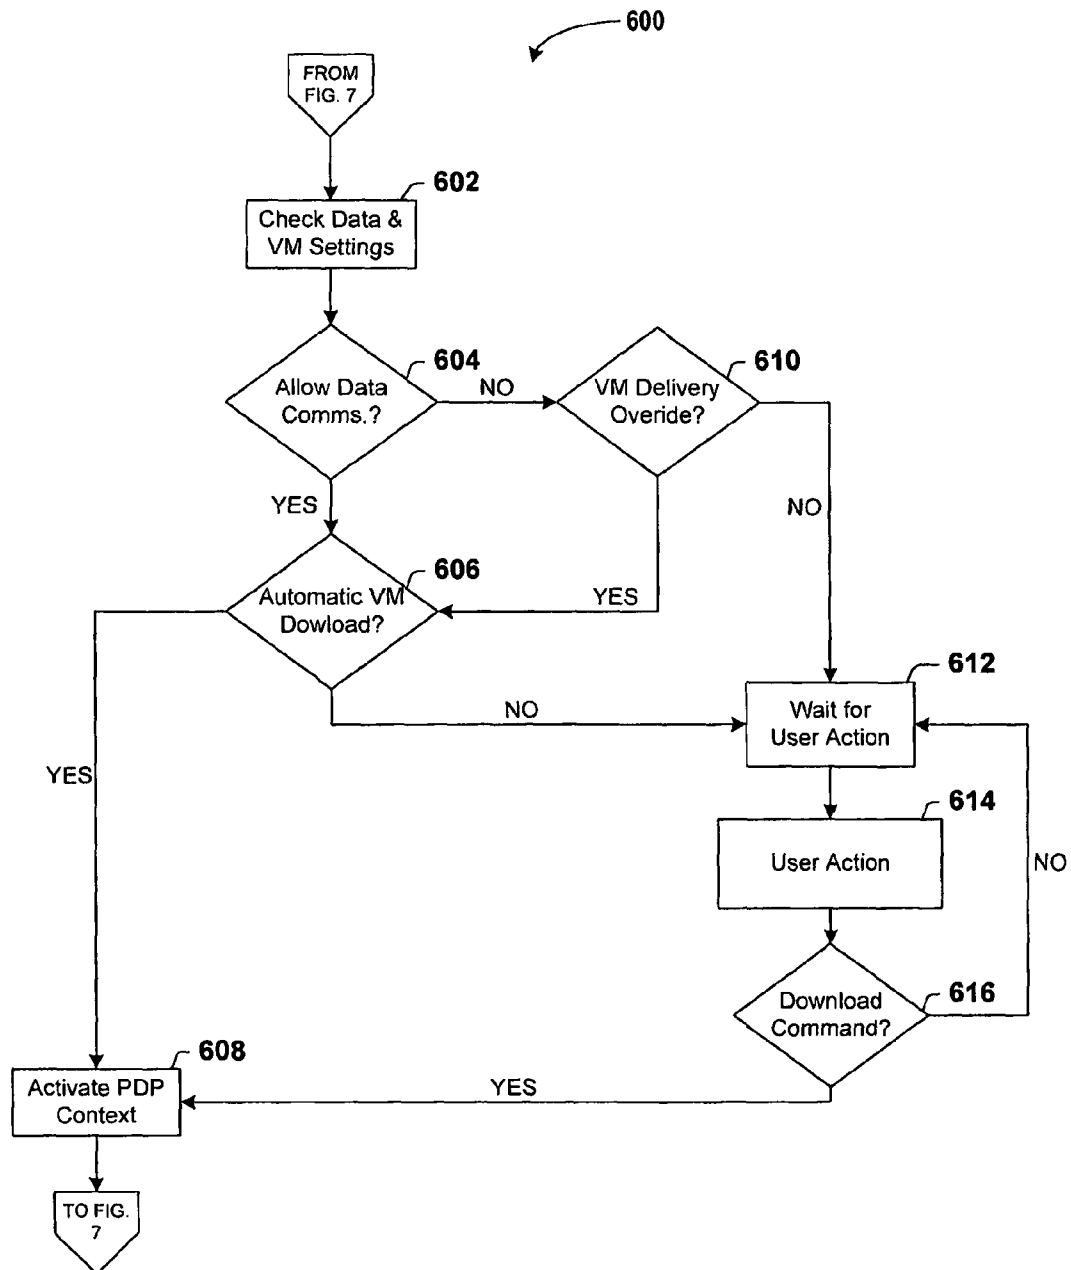 600
FROM
FIG. 7
602
Check Data &
VM Settings
604
Allow Data
Comms.?
NO
610
VM Delivery
Overide?
YES
NO
606
Automatic VM
Dowload?
YES
NO
YES
612
Wait for
User Action
614
User Action
NO
616
Download
Command?
608
Activate PDP
Context
YES
TO FIG.
7